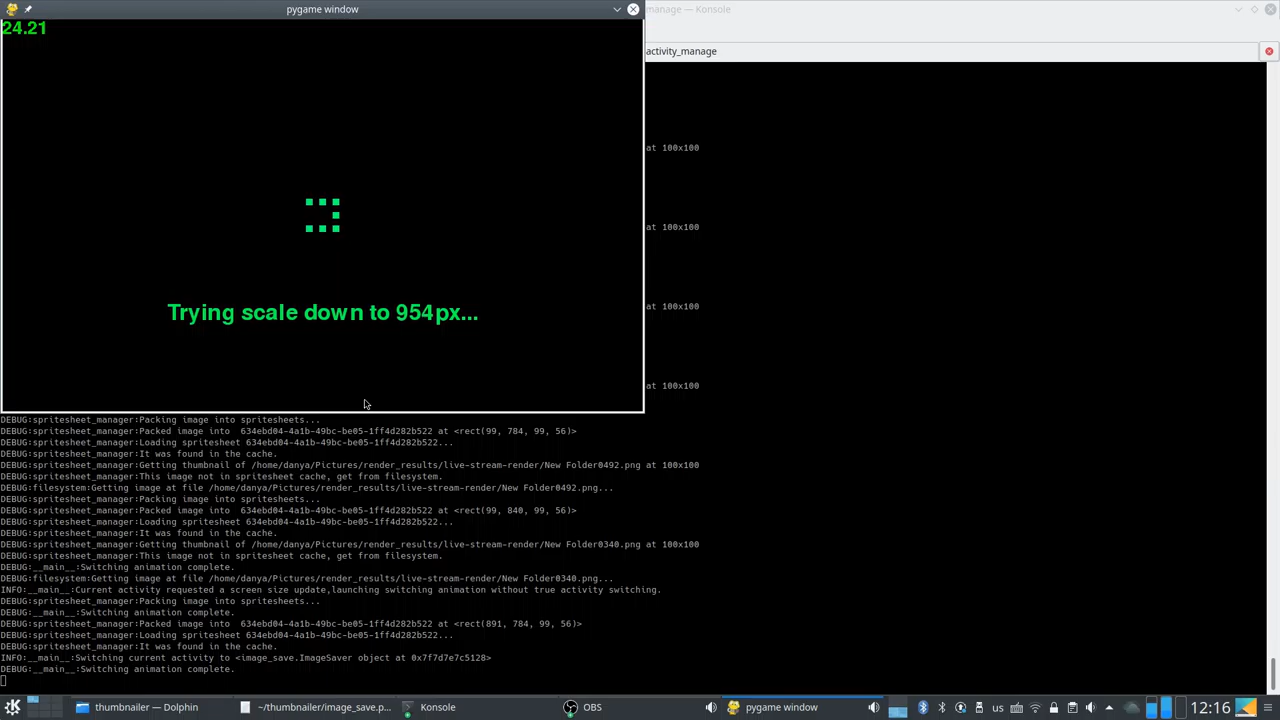 pygame window
manage — Konsole
24.21
activity_manage
at 100x100
at 100x100
Trying scale down to 954px...
at 100x100
at 100x100
DEBUG:spritesheet_manager:Packing image into spritesheets...
DEBUG:spritesheet_manager:Packed image into  634ebd04-4a1b-49bc-be05-1ff4d282b522 at <rect(99, 784, 99, 56)>
DEBUG:spritesheet_manager:Loading spritesheet 634ebd04-4a1b-49bc-be05-1ff4d282b522...
DEBUG:spritesheet_manager:It was found in the cache.
DEBUG:spritesheet_manager:Getting thumbnail of /home/danya/Pictures/render_results/live-stream-render/New Folder0492.png at 100x100
DEBUG:spritesheet_manager:This image not in spritesheet cache, get from filesystem.
DEBUG:filesystem:Getting image at file /home/danya/Pictures/render_results/live-stream-render/New Folder0492.png...
DEBUG:spritesheet_manager:Packing image into spritesheets...
DEBUG:spritesheet_manager:Packed image into  634ebd04-4a1b-49bc-be05-1ff4d282b522 at <rect(99, 840, 99, 56)>
DEBUG:spritesheet_manager:Loading spritesheet 634ebd04-4a1b-49bc-be05-1ff4d282b522...
DEBUG:spritesheet_manager:It was found in the cache.
DEBUG:spritesheet_manager:Getting thumbnail of /home/danya/Pictures/render_results/live-stream-render/New Folder0340.png at 100x100
DEBUG:spritesheet_manager:This image not in spritesheet cache, get from filesystem.
DEBUG:__main__:Switching animation complete.
DEBUG:filesystem:Getting image at file /home/danya/Pictures/render_results/live-stream-render/New Folder0340.png...
INFO:__main__:Current activity requested a screen size update,launching switching animation without true activity switching.
DEBUG:spritesheet_manager:Packing image into spritesheets...
DEBUG:__main__:Switching animation complete.
DEBUG:spritesheet_manager:Packed image into  634ebd04-4a1b-49bc-be05-1ff4d282b522 at <rect(891, 784, 99, 56)>
DEBUG:spritesheet_manager:Loading spritesheet 634ebd04-4a1b-49bc-be05-1ff4d282b522...
DEBUG:spritesheet_manager:It was found in the cache.
INFO:__main__:Switching current activity to <image_save.ImageSaver object at 0x7f7d7e7c5128>
DEBUG:__main__:Switching animation complete.
thumbnailer — Dolphin
~/thumbnailer/image_save.p...
Konsole
OBS
pygame window
us
12:16